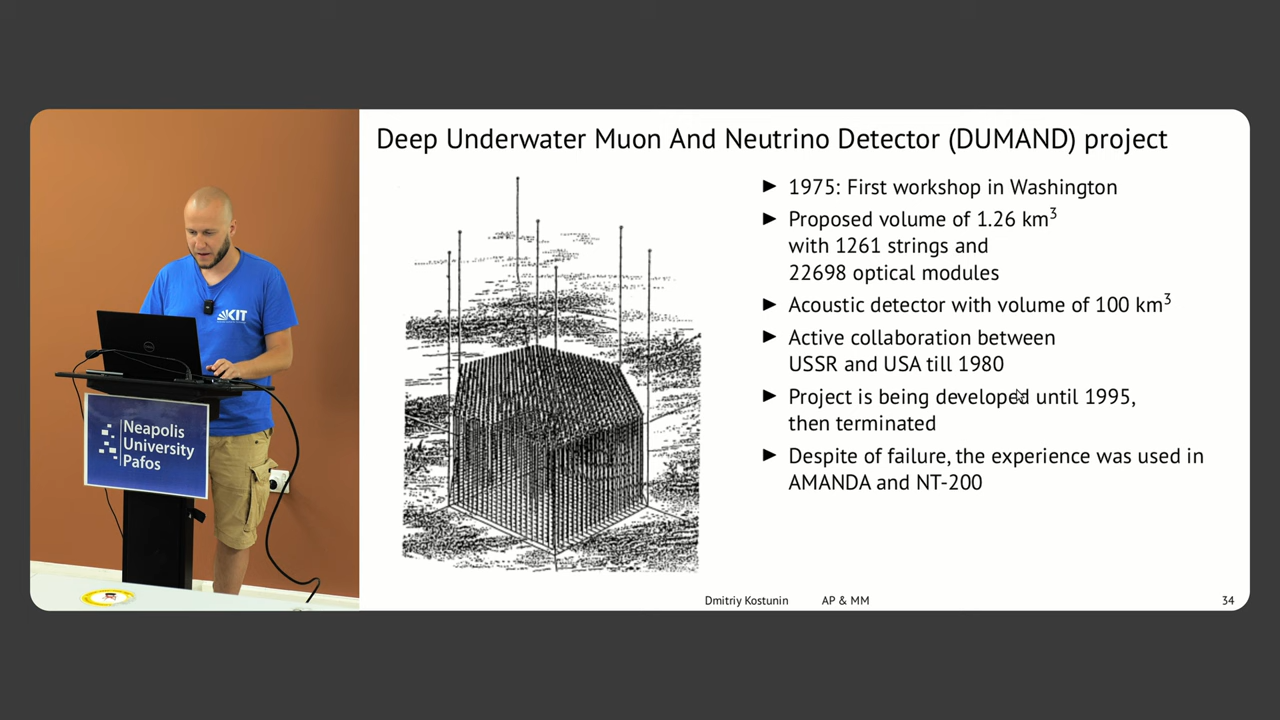 Deep Underwater Muon And Neutrino Detector (DUMAND) project
► 1975: First workshop in Washington
► Proposed volume of 1.26 km³
with 1261 strings and
22698 optical modules
► Acoustic detector with volume of 100 km³
► Active collaboration between
USSR and USA till 1980
► Project is being developed until 1995,
then terminated
► Despite of failure, the experience was used in
AMANDA and NT-200
KIT
DELL
Neapolis
University
Pafos
Dmitriy Kostunin AP & MM 34